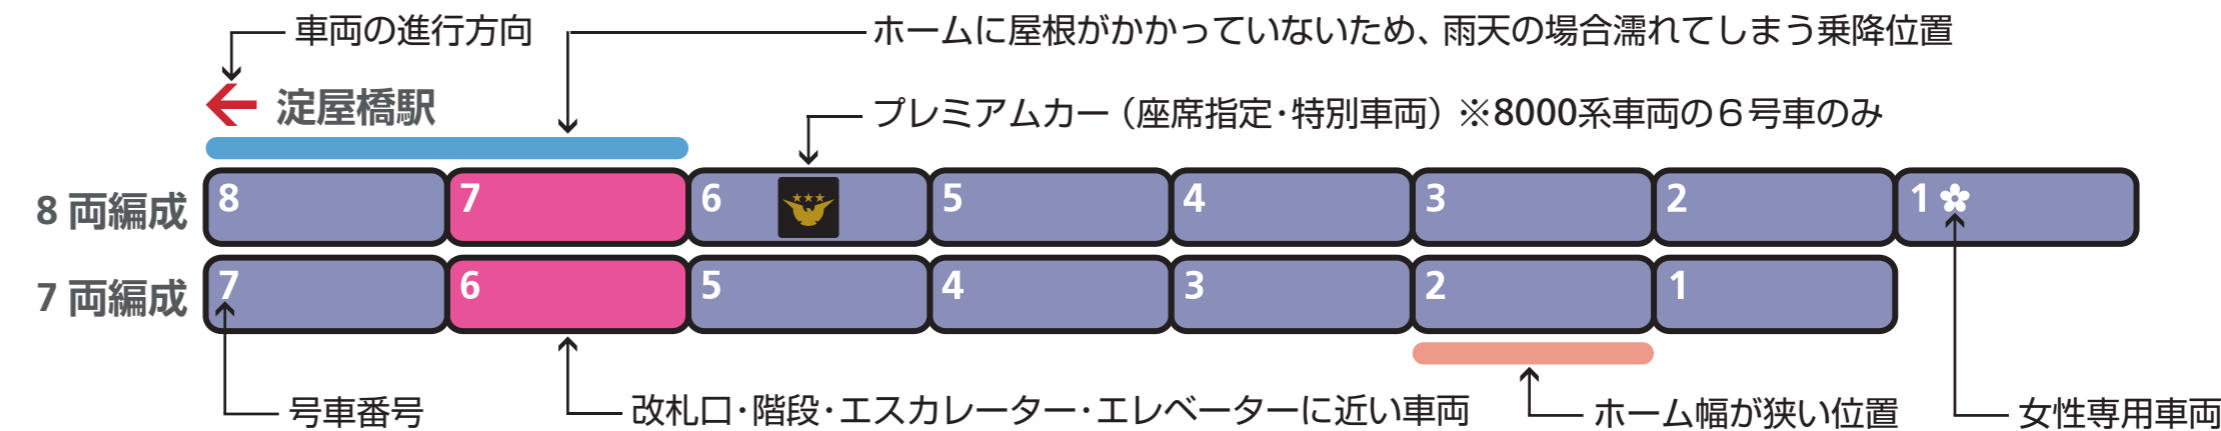 車両の進行方向
ホームに屋根がかかっていないため、雨天の場合濡れてしまう乗降位置
淀屋橋駅
プレミアムカー（座席指定・特別車両）※8000系車両の６号車のみ
8 両編成 8 7 6 5 4 3 2 1
7 両編成 7 6 5 4 3 2 1
号車番号
改札口・階段・エスカレーター・エレベーターに近い車両
ホーム幅が狭い位置
女性専用車両